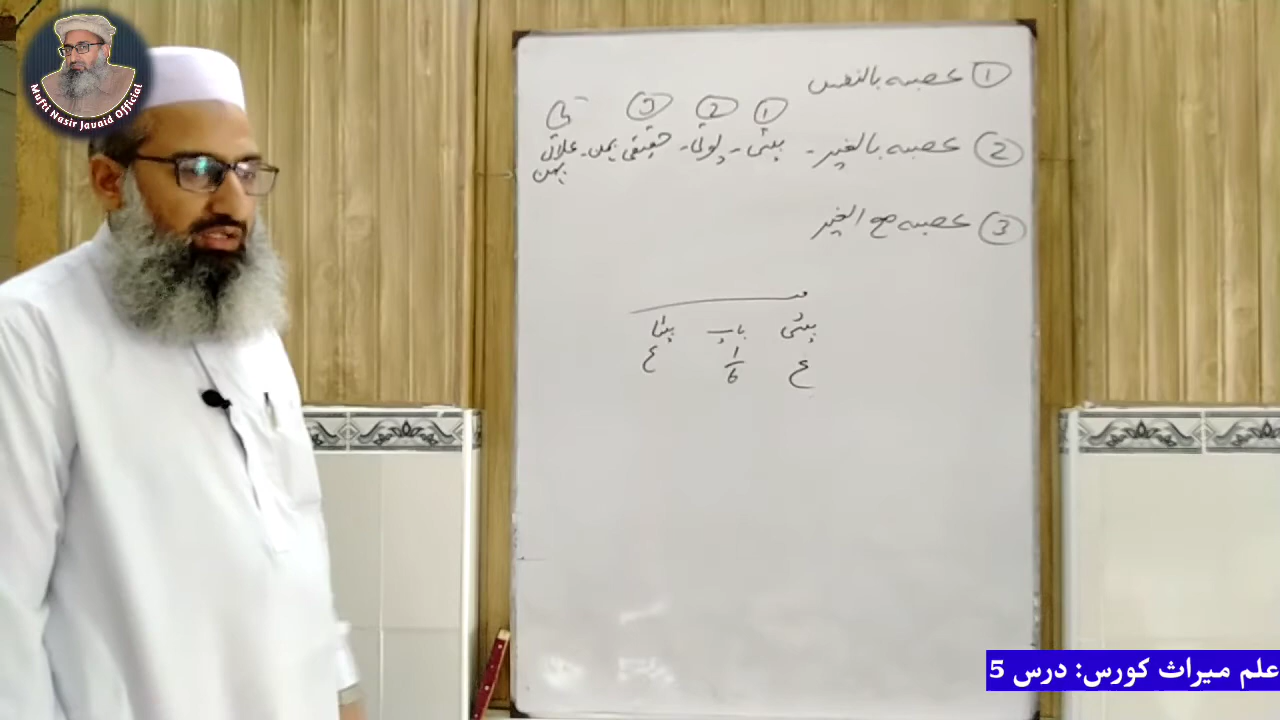 Mufti Nasir Javaid Official
① عصبہ بالنفس
① ② ③ ④
② عصبہ بالغیر - بیٹی - پوتی - حقیقی بہن - علاتی
بہن
③ عصبہ مع الغیر
بیٹی باپ بیٹا
ع 1/6 ع
علم میراث کورس: درس 5